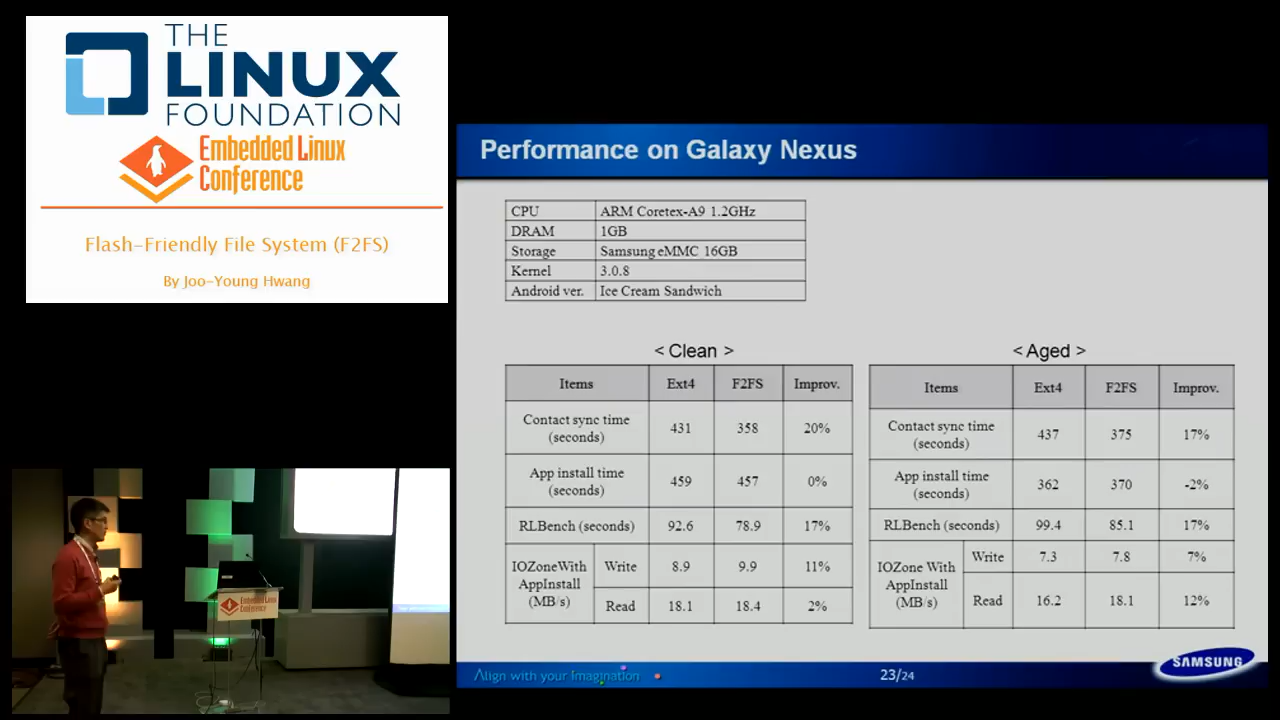 THE
LINUX
FOUNDATION
Embedded Linux
Conference
Flash-Friendly File System (F2FS)
By Joo-Young Hwang
Performance on Galaxy Nexus
CPU ARM Coretex-A9 1.2GHz
DRAM 1GB
Storage Samsung eMMC 16GB
Kernel 3.0.8
Android ver. Ice Cream Sandwich
< Clean >
Items Ext4 F2FS Improv.
Contact sync time
(seconds) 431 358 20%
App install time
(seconds) 459 457 0%
RLBench (seconds) 92.6 78.9 17%
IOZoneWith
AppInstall
(MB/s)
Write 8.9 9.9 11%
Read 18.1 18.4 2%
< Aged >
Items Ext4 F2FS Improv.
Contact sync time
(seconds) 437 375 17%
App install time
(seconds) 362 370 -2%
RLBench (seconds) 99.4 85.1 17%
IOZone With
AppInstall
(MB/s)
Write 7.3 7.8 7%
Read 16.2 18.1 12%
Align with your Imagination
23/24
SAMSUNG
Embedded Linux
Conference